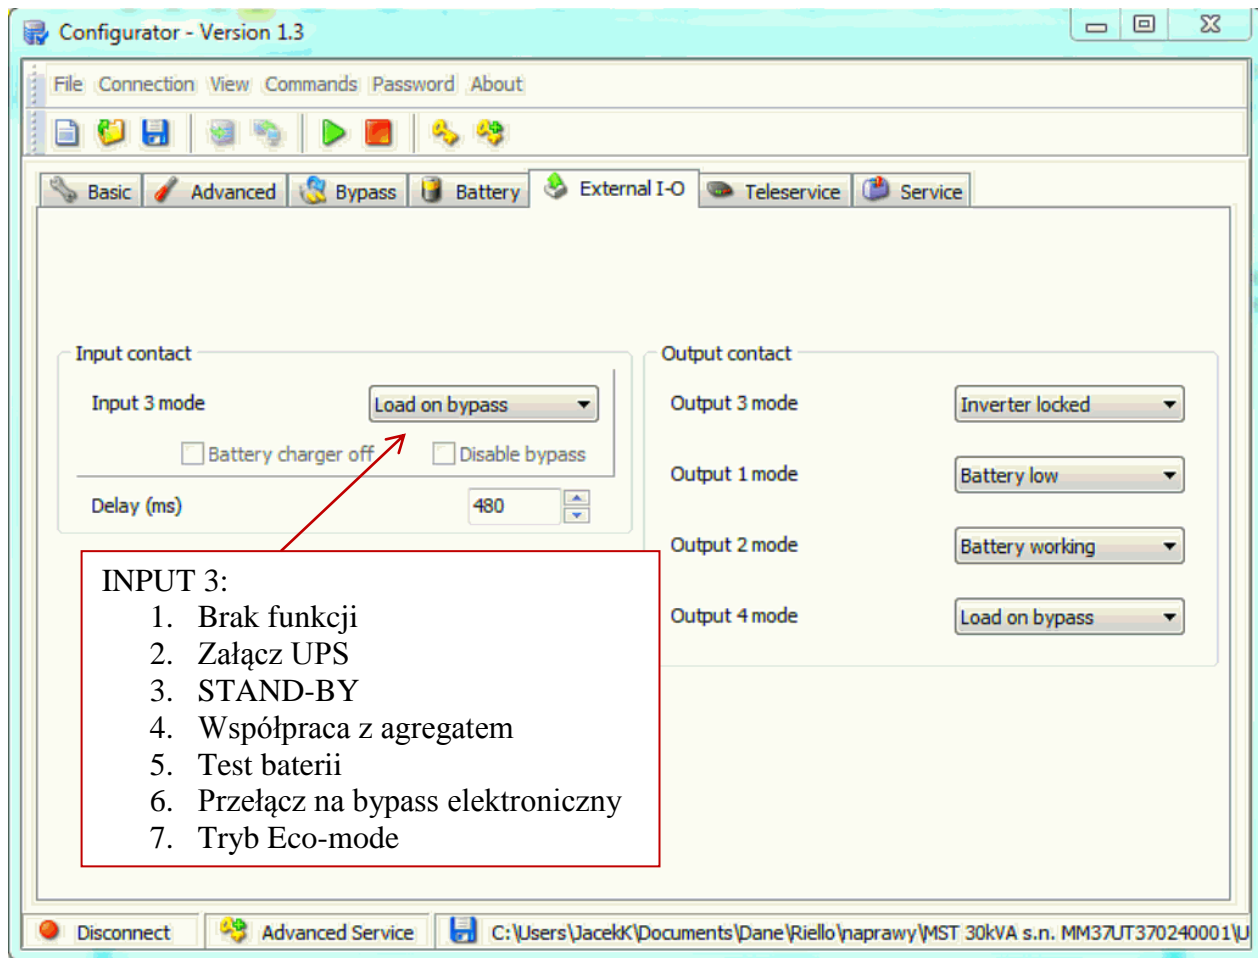 Configurator - Version 1.3
File Connection View Commands Password About
Basic Advanced Bypass Battery External I-O Teleservice Service
Input contact
Input 3 mode Load on bypass
Battery charger off Disable bypass
Delay (ms) 480
Output contact
Output 3 mode Inverter locked
Output 1 mode Battery low
Output 2 mode Battery working
Output 4 mode Load on bypass
INPUT 3:
1. Brak funkcji
2. Załącz UPS
3. STAND-BY
4. Współpraca z agregatem
5. Test baterii
6. Przełącz na bypass elektroniczny
7. Tryb Eco-mode
Disconnect Advanced Service C:\Users\JacekK\Documents\Dane\Riello\naprawy\MST 30kVA s.n. MM37UT370240001\U